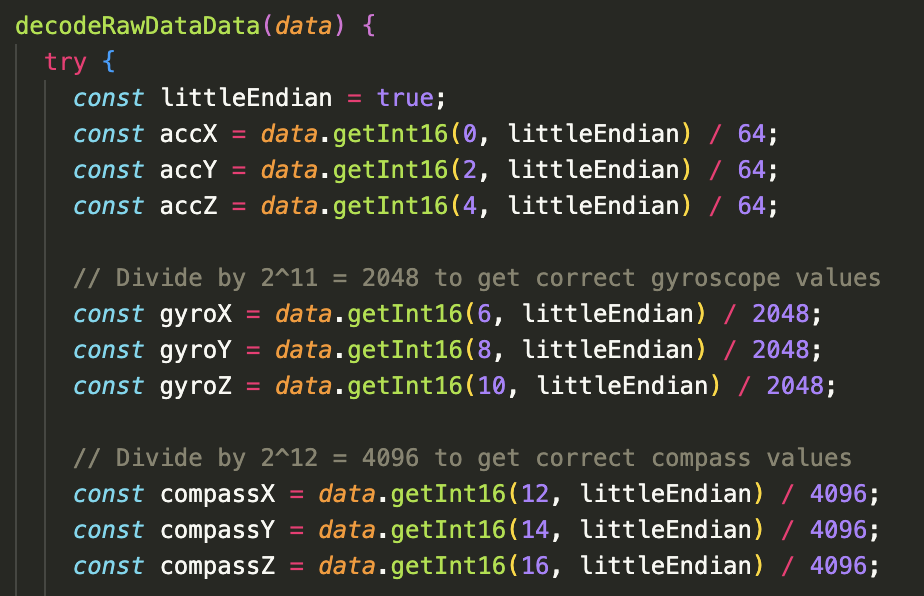 decodeRawDataData(data) {
try {
const littleEndian = true;
const accX = data.getInt16(0, littleEndian) / 64;
const accY = data.getInt16(2, littleEndian) / 64;
const accZ = data.getInt16(4, littleEndian) / 64;
// Divide by 2^11 = 2048 to get correct gyroscope values
const gyroX = data.getInt16(6, littleEndian) / 2048;
const gyroY = data.getInt16(8, littleEndian) / 2048;
const gyroZ = data.getInt16(10, littleEndian) / 2048;
// Divide by 2^12 = 4096 to get correct compass values
const compassX = data.getInt16(12, littleEndian) / 4096;
const compassY = data.getInt16(14, littleEndian) / 4096;
const compassZ = data.getInt16(16, littleEndian) / 4096;